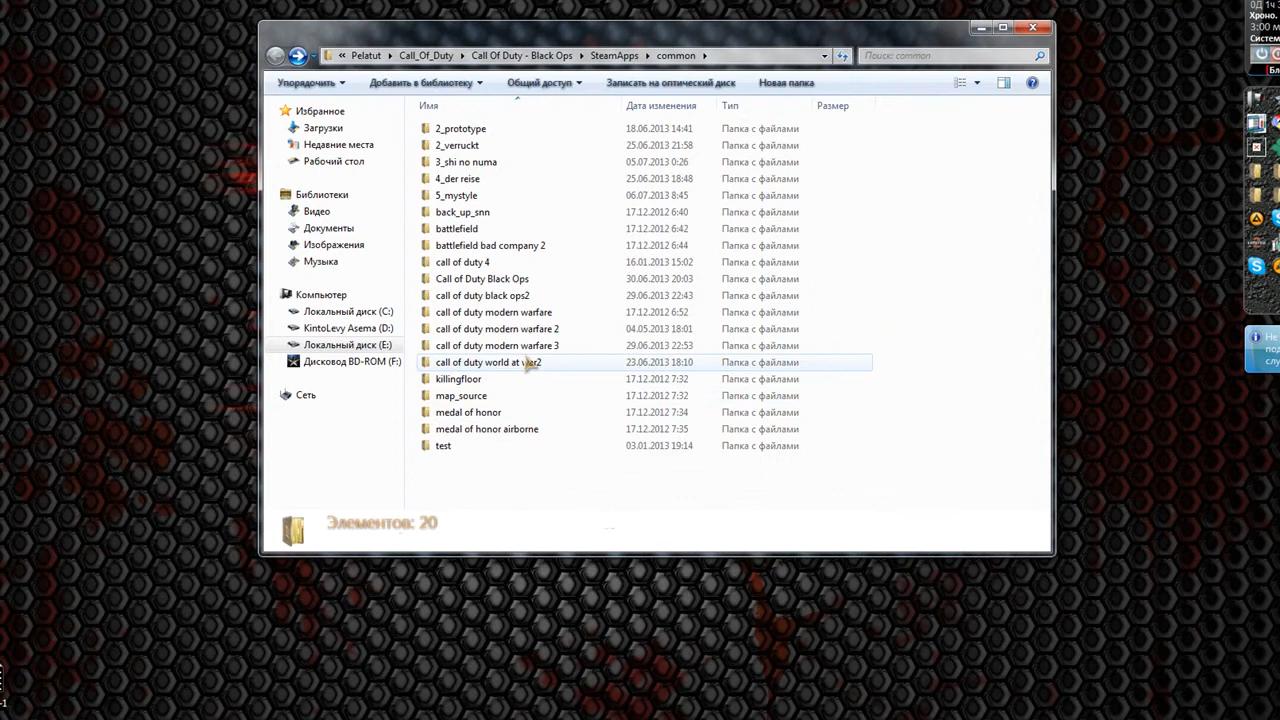 « Pelatut ▸ Call_Of_Duty ▸ Call Of Duty - Black Ops ▸ SteamApps ▸ common ▸
Поиск: common
Упорядочить Добавить в библиотеку Общий доступ Записать на оптический диск Новая папка
Избранное
Загрузки
Недавние места
Рабочий стол
Библиотеки
Видео
Документы
Изображения
Музыка
Компьютер
Локальный диск (C:)
KintoLevy Asema (D:)
Локальный диск (E:)
Дисковод BD-ROM (F:)
Сеть
Имя Дата изменения Тип Размер
2_prototype 18.06.2013 14:41 Папка с файлами
2_verruckt 25.06.2013 21:58 Папка с файлами
3_shi no numa 05.07.2013 0:26 Папка с файлами
4_der reise 25.06.2013 18:48 Папка с файлами
5_mystyle 06.07.2013 8:45 Папка с файлами
back_up_snn 17.12.2012 6:40 Папка с файлами
battlefield 17.12.2012 6:42 Папка с файлами
battlefield bad company 2 17.12.2012 6:44 Папка с файлами
call of duty 4 16.01.2013 15:02 Папка с файлами
Call of Duty Black Ops 30.06.2013 20:03 Папка с файлами
call of duty black ops2 29.06.2013 22:43 Папка с файлами
call of duty modern warfare 17.12.2012 6:52 Папка с файлами
call of duty modern warfare 2 04.05.2013 18:01 Папка с файлами
call of duty modern warfare 3 29.06.2013 22:53 Папка с файлами
call of duty world at war2 23.06.2013 18:10 Папка с файлами
killingfloor 17.12.2012 7:32 Папка с файлами
map_source 17.12.2012 7:32 Папка с файлами
medal of honor 17.12.2012 7:34 Папка с файлами
medal of honor airborne 17.12.2012 7:35 Папка с файлами
test 03.01.2013 19:14 Папка с файлами
Элементов: 20
0Д 1ч
Хроно.
3:00
Систем
Не
под
слу
-1